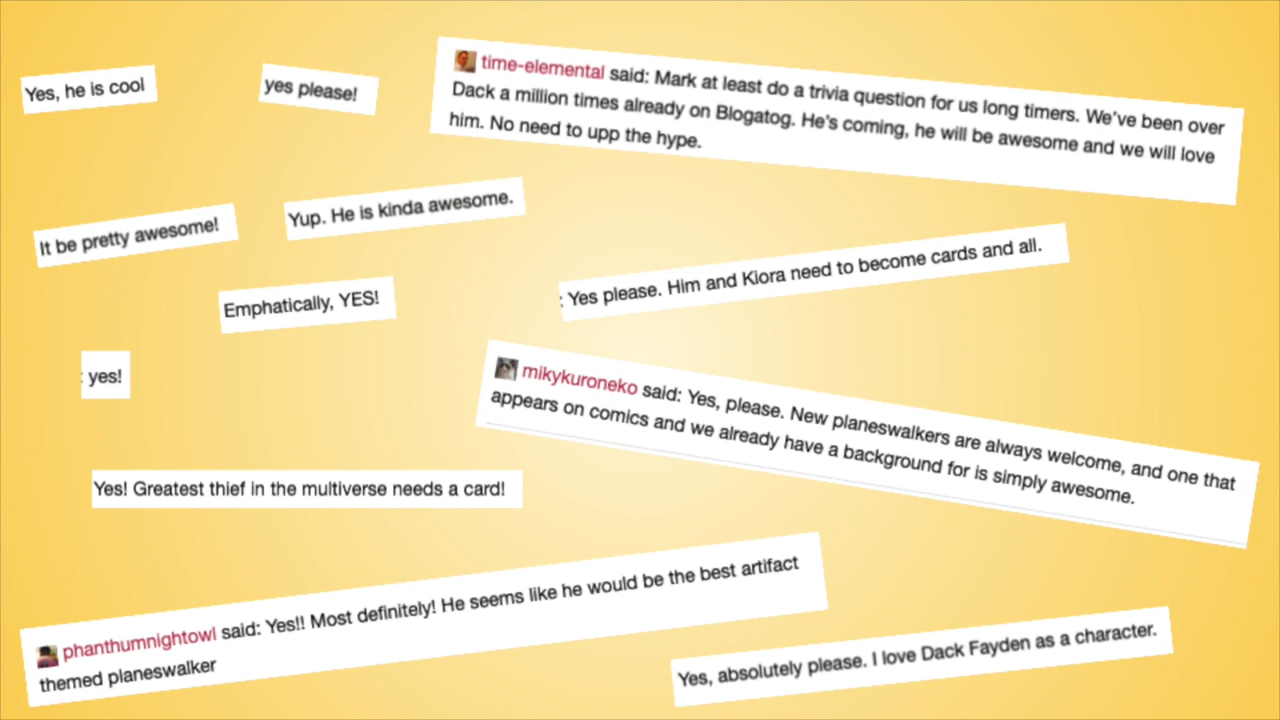 Yes, he is cool
yes please!
time-elemental said: Mark at least do a trivia question for us long timers. We've been over
Dack a million times already on Blogatog. He's coming, he will be awesome and we will love
him. No need to upp the hype.
It be pretty awesome!
Yup. He is kinda awesome.
: Yes please. Him and Kiora need to become cards and all.
Emphatically, YES!
: yes!
mikykuroneko said: Yes, please. New planeswalkers are always welcome, and one that
appears on comics and we already have a background for is simply awesome.
Yes! Greatest thief in the multiverse needs a card!
phanthumnightowl said: Yes!! Most definitely! He seems like he would be the best artifact
themed planeswalker
Yes, absolutely please. I love Dack Fayden as a character.